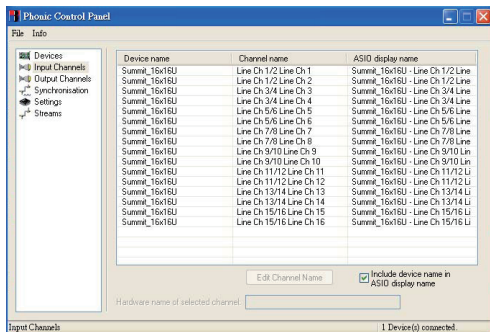 Phonic Control Panel
File Info
Devices
Input Channels
Output Channels
Synchronisation
Settings
Streams
Device name Channel name ASIO display name
Summit_16x16U Line Ch 1/2 Line Ch 1 Summit_16x16U - Line Ch 1/2 Line
Summit_16x16U Line Ch 1/2 Line Ch 2 Summit_16x16U - Line Ch 1/2 Line
Summit_16x16U Line Ch 3/4 Line Ch 3 Summit_16x16U - Line Ch 3/4 Line
Summit_16x16U Line Ch 3/4 Line Ch 4 Summit_16x16U - Line Ch 3/4 Line
Summit_16x16U Line Ch 5/6 Line Ch 5 Summit_16x16U - Line Ch 5/6 Line
Summit_16x16U Line Ch 5/6 Line Ch 6 Summit_16x16U - Line Ch 5/6 Line
Summit_16x16U Line Ch 7/8 Line Ch 7 Summit_16x16U - Line Ch 7/8 Line
Summit_16x16U Line Ch 7/8 Line Ch 8 Summit_16x16U - Line Ch 7/8 Line
Summit_16x16U Line Ch 9/10 Line Ch 9 Summit_16x16U - Line Ch 9/10 Lin
Summit_16x16U Line Ch 9/10 Line Ch 10 Summit_16x16U - Line Ch 9/10 Lin
Summit_16x16U Line Ch 11/12 Line Ch 11 Summit_16x16U - Line Ch 11/12 Li
Summit_16x16U Line Ch 11/12 Line Ch 12 Summit_16x16U - Line Ch 11/12 Li
Summit_16x16U Line Ch 13/14 Line Ch 13 Summit_16x16U - Line Ch 13/14 Li
Summit_16x16U Line Ch 13/14 Line Ch 14 Summit_16x16U - Line Ch 13/14 Li
Summit_16x16U Line Ch 15/16 Line Ch 15 Summit_16x16U - Line Ch 15/16 Li
Summit_16x16U Line Ch 15/16 Line Ch 16 Summit_16x16U - Line Ch 15/16 Li
Edit Channel Name
Include device name in
ASIO display name
Hardware name of selected channel:
Input Channels 1 Device(s) connected.